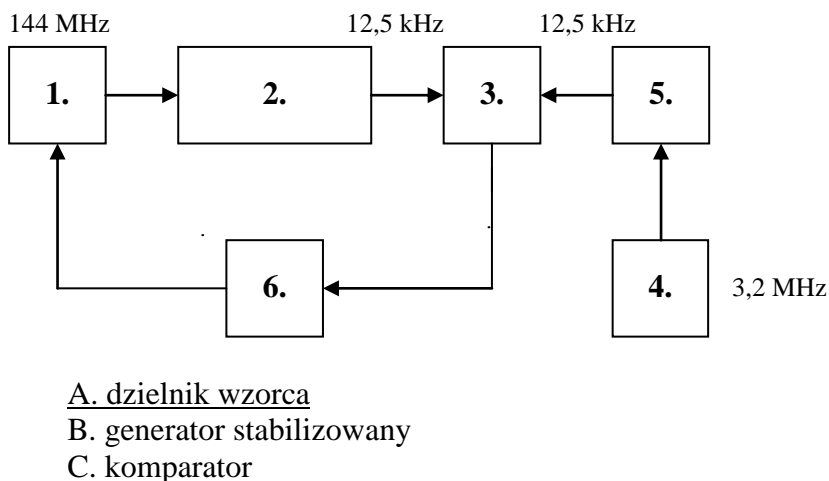 144 MHz 12,5 kHz 12,5 kHz
1. 2. 3. 5.
6. 4. 3,2 MHz
A. dzielnik wzorca
B. generator stabilizowany
C. komparator